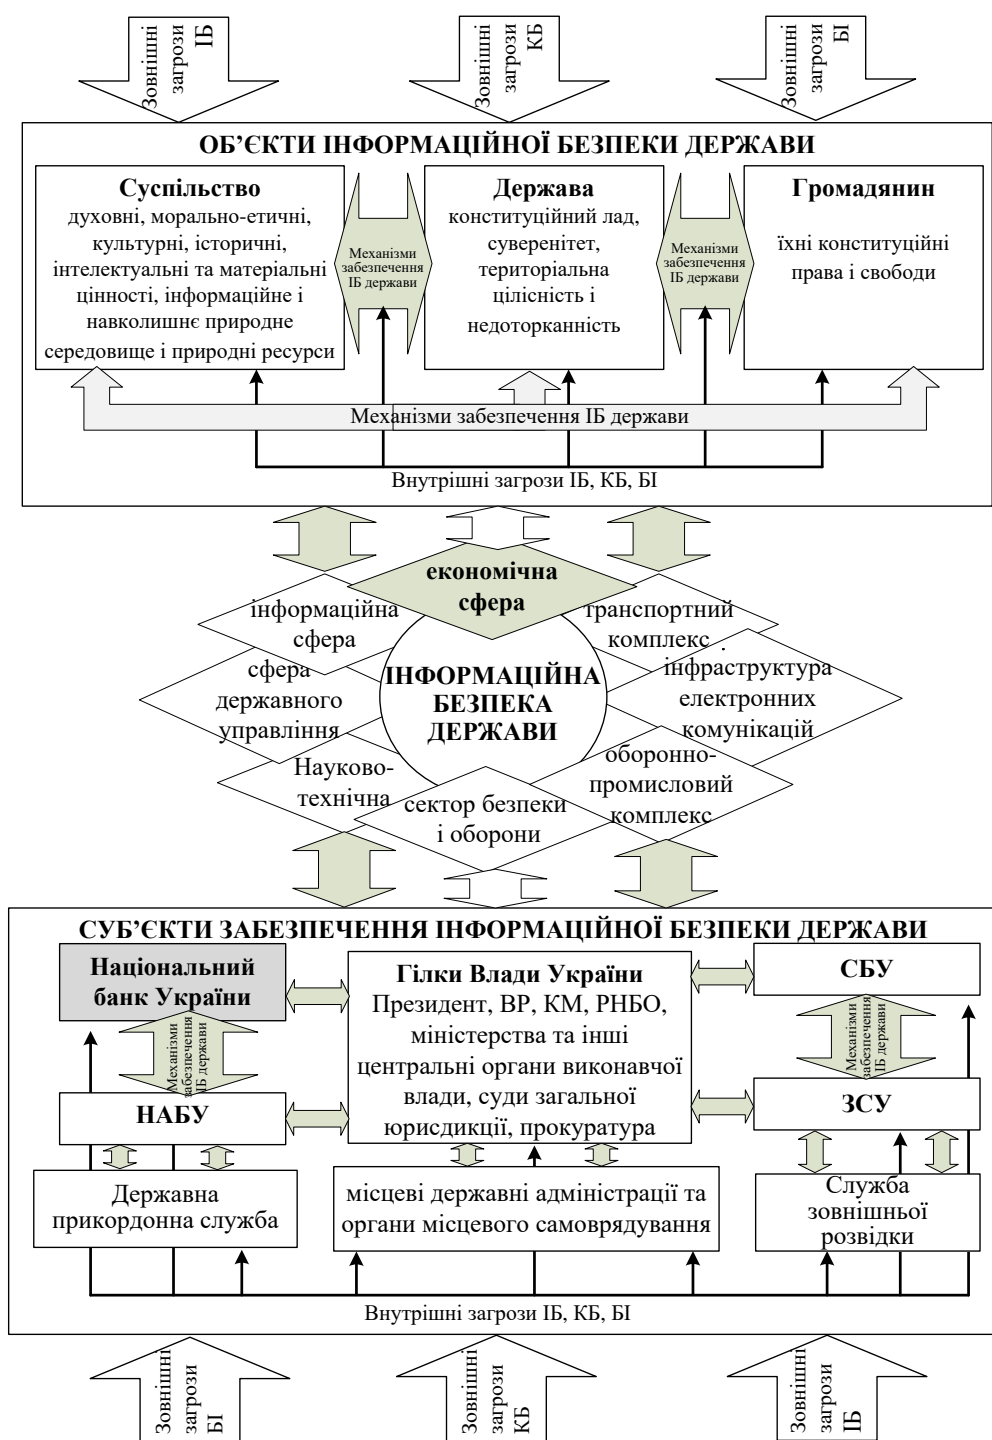 Зовнішні
загрози
ІБ
Зовнішні
загрози
КБ
Зовнішні
загрози
БІ
ОБ’ЄКТИ ІНФОРМАЦІЙНОЇ БЕЗПЕКИ ДЕРЖАВИ
Суспільство
духовні, морально-етичні,
культурні, історичні,
інтелектуальні та матеріальні
цінності, інформаційне і
навколишнє природне
середовище і природні ресурси
Механізми
забезпечення
ІБ держави
Держава
конституційний лад,
суверенітет,
територіальна
цілісність і
недоторканність
Механізми
забезпечення
ІБ держави
Громадянин
їхні конституційні
права і свободи
Механізми забезпечення ІБ держави
Внутрішні загрози ІБ, КБ, БІ
економічна
сфера
інформаційна
сфера
транспортний
комплекс
сфера
державного
управління
ІНФОРМАЦІЙНА
БЕЗПЕКА
ДЕРЖАВИ
інфраструктура
електронних
комунікацій
Науково-
технічна
сектор безпеки
і оборони
оборонно-
промисловий
комплекс
СУБ’ЄКТИ ЗАБЕЗПЕЧЕННЯ ІНФОРМАЦІЙНОЇ БЕЗПЕКИ ДЕРЖАВИ
Національний
банк України
Гілки Влади України
Президент, ВР, КМ, РНБО,
міністерства та інші
центральні органи виконавчої
влади, суди загальної
юрисдикції, прокуратура
СБУ
Механізми
забезпечення
ІБ держави
Механізми
забезпечення
ІБ держави
НАБУ
ЗСУ
Державна
прикордонна служба
місцеві державні адміністрації та
органи місцевого самоврядування
Служба
зовнішньої
розвідки
Внутрішні загрози ІБ, КБ, БІ
Зовнішні
загрози
БІ
Зовнішні
загрози
КБ
Зовнішні
загрози
ІБ